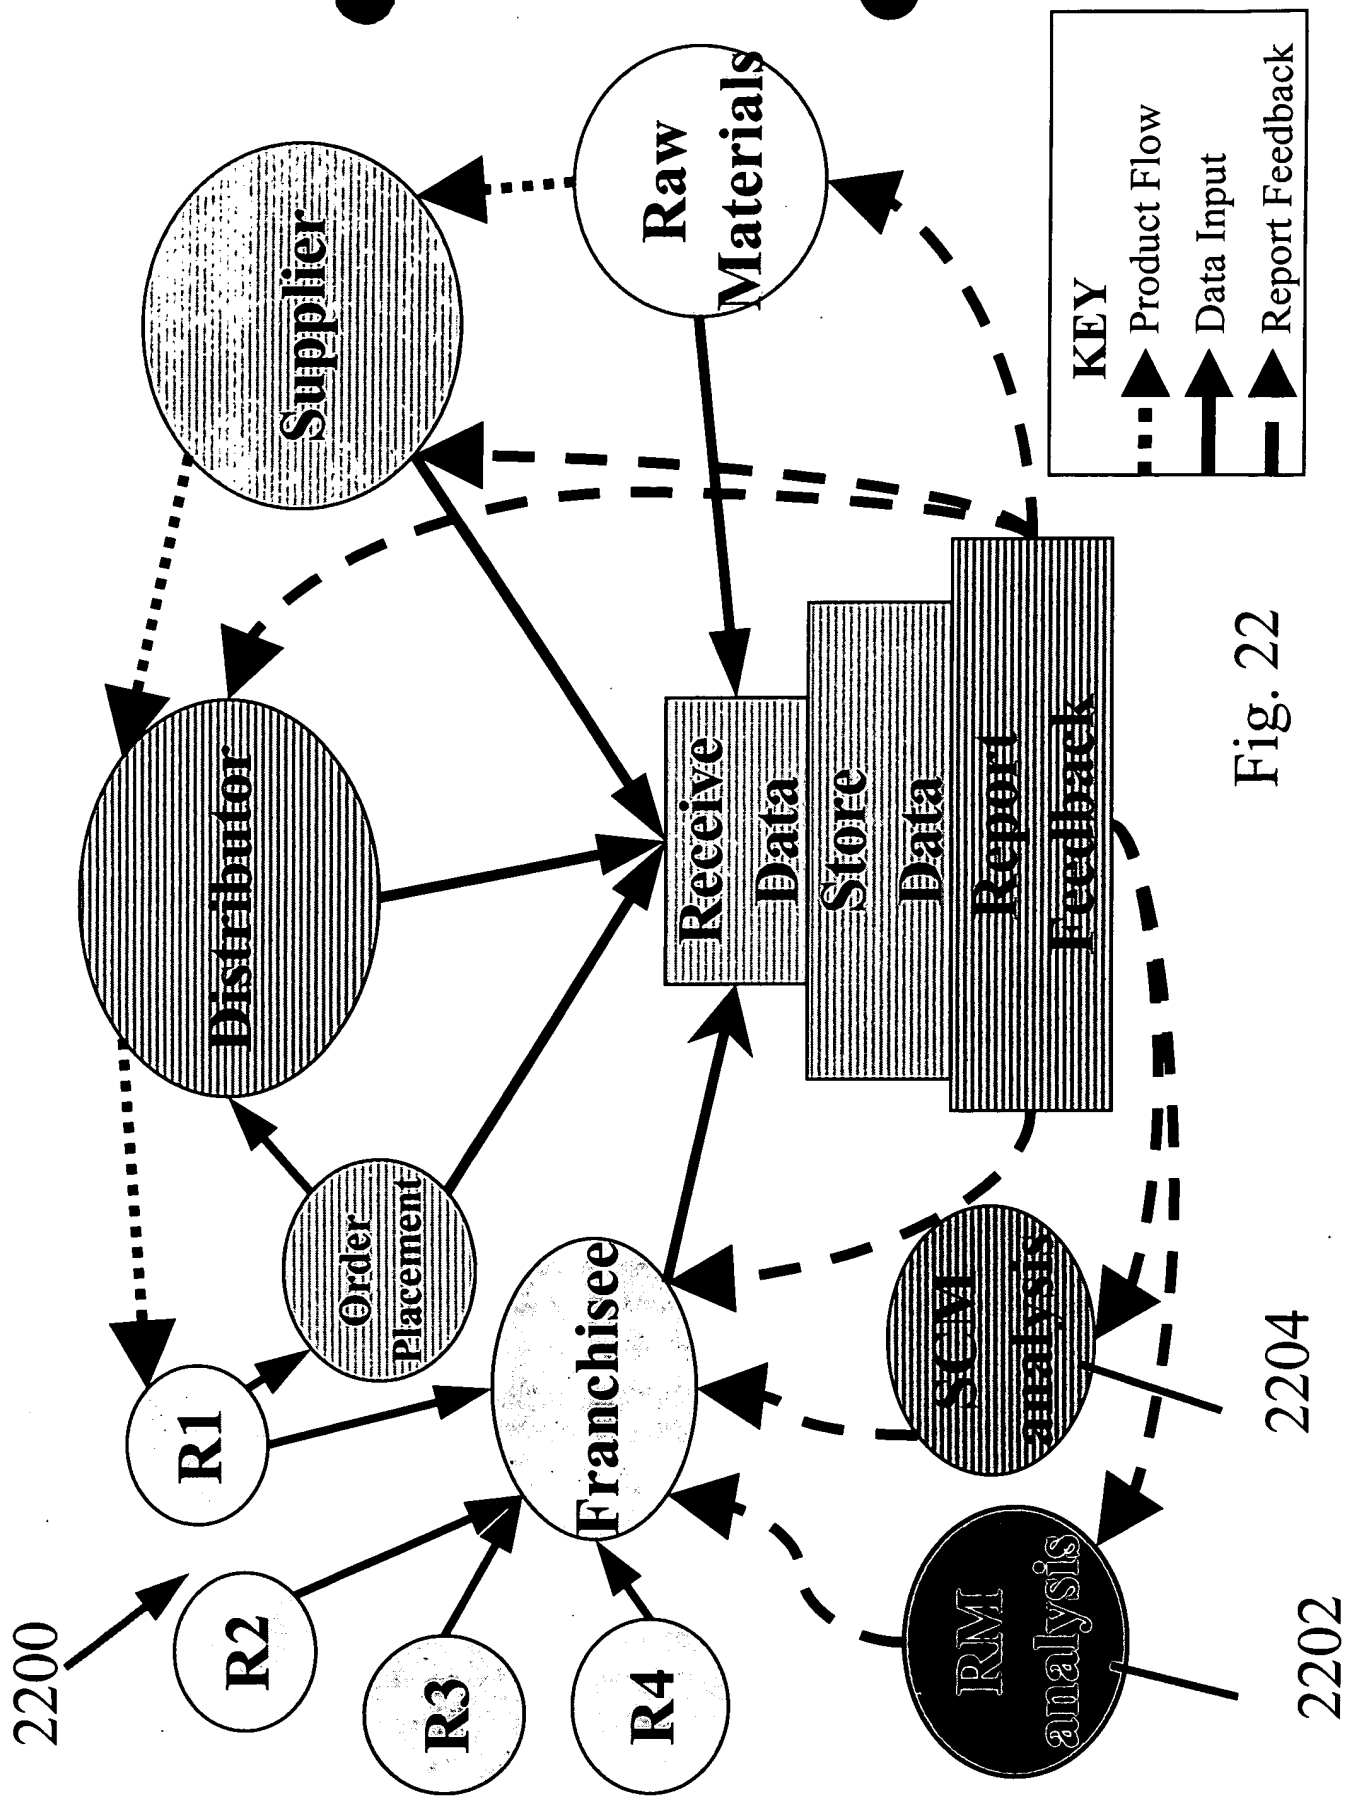 2200
R1
R2
R3
R4
Order
Placement
Distributor
Supplier
Franchisee
Raw
Materials
Receive
Data
Store
Data
Report
Feedback
RM
analysis
SCM
analysis
2202
2204
KEY
Product Flow
Data Input
Report Feedback
Fig. 22